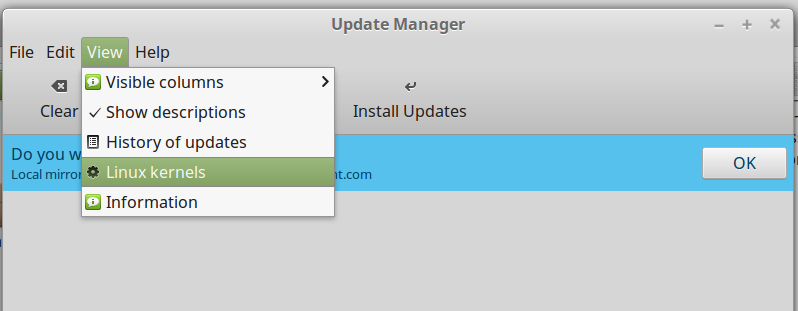 Update Manager
File Edit View Help
Visible columns
Clear
Show descriptions
Install Updates
History of updates
Do you w
OK
Linux kernels
Local mirror
nt.com
Information